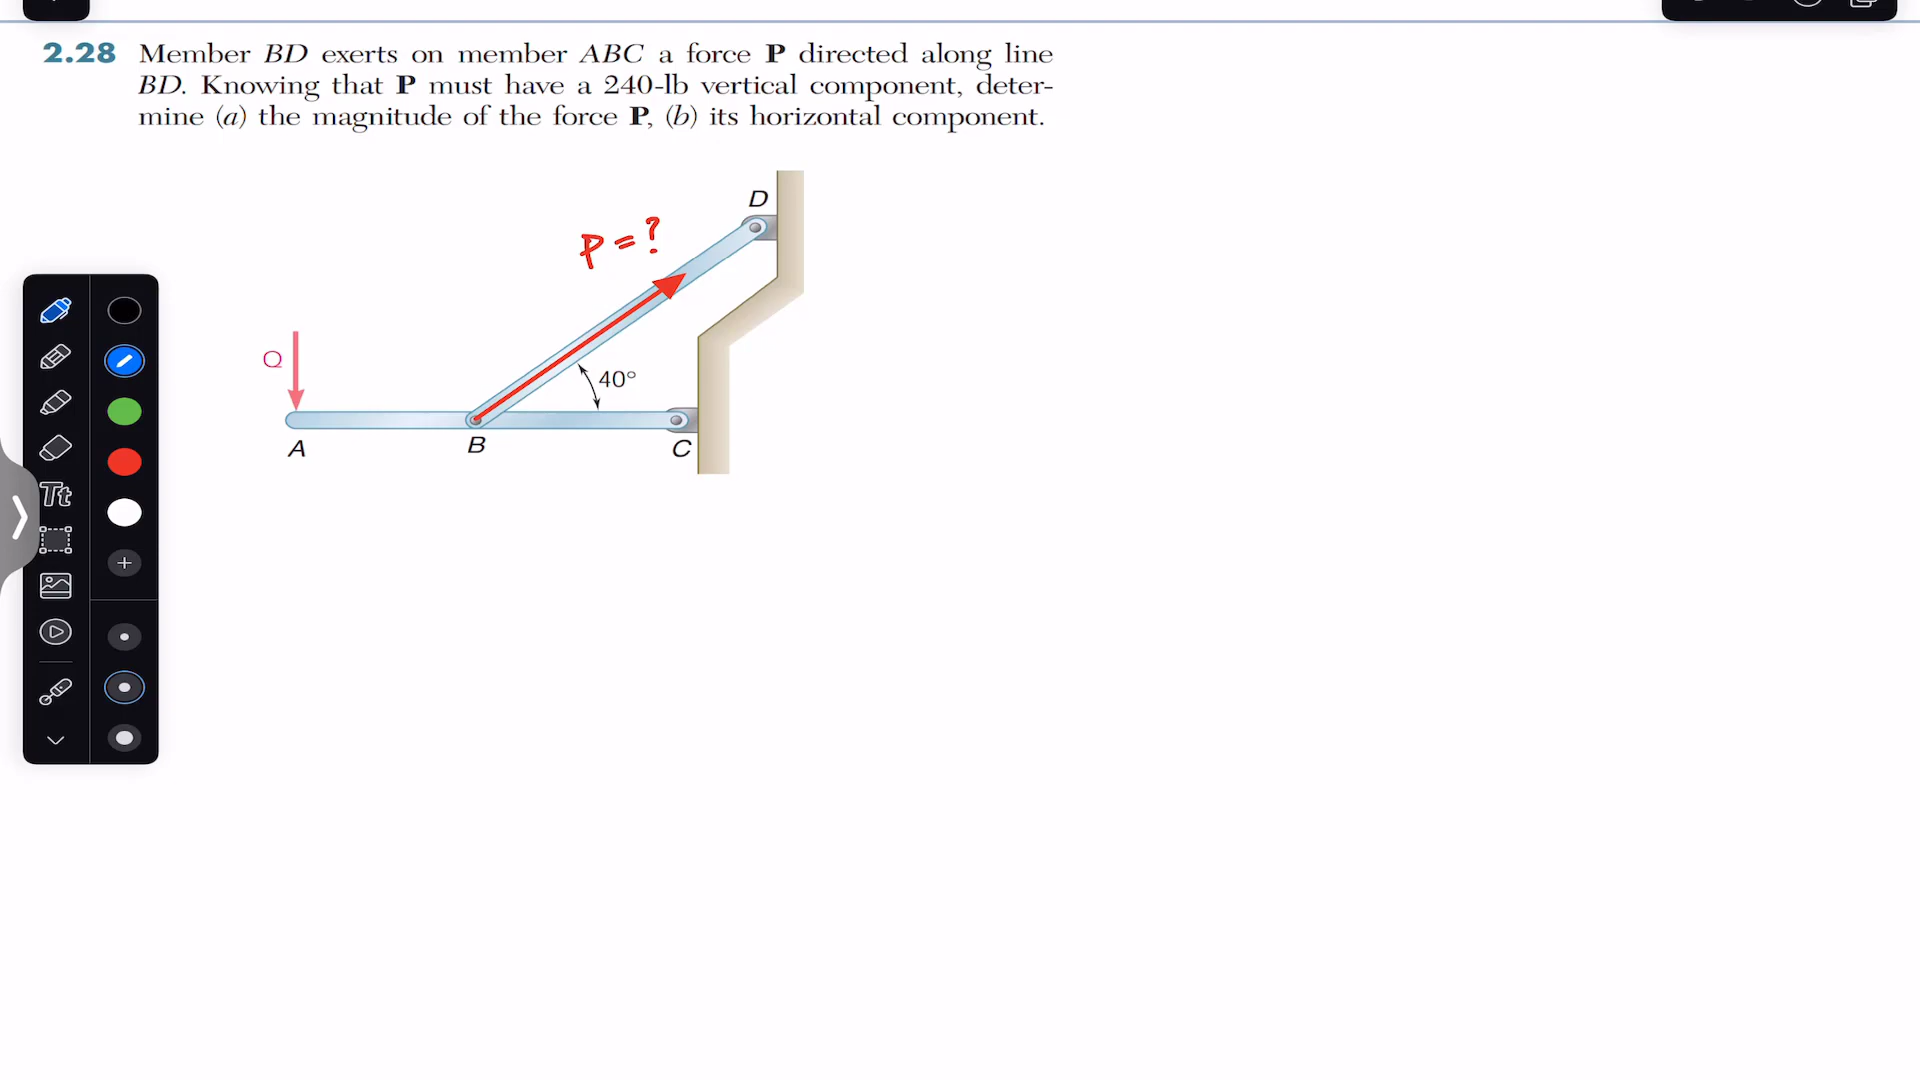 2.28 Member BD exerts on member ABC a force P directed along line
BD. Knowing that P must have a 240-lb vertical component, deter-
mine (a) the magnitude of the force P, (b) its horizontal component.
D
P = ?
Q
40°
A
B
C
Tt